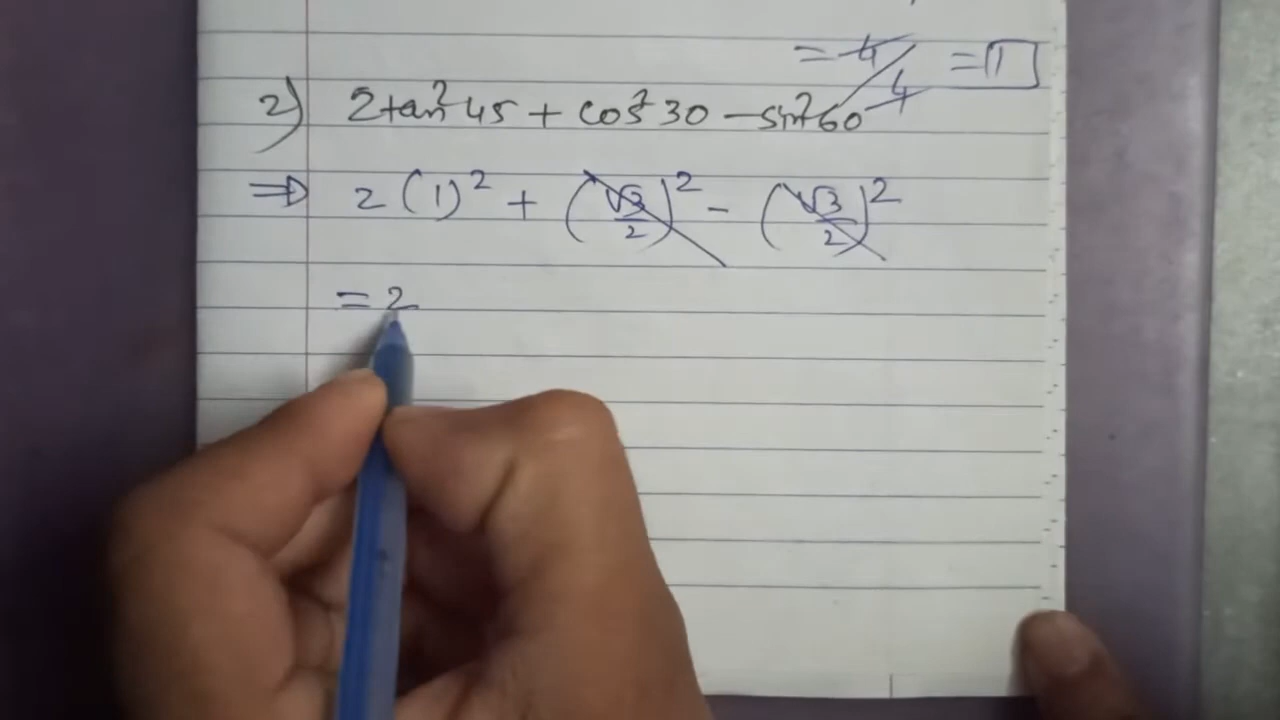 = 4/4 = 1
2) 2tan²45 + cos²30 - sin²60
⇒ 2(1)² + (√3/2)² - (√3/2)²
= 2